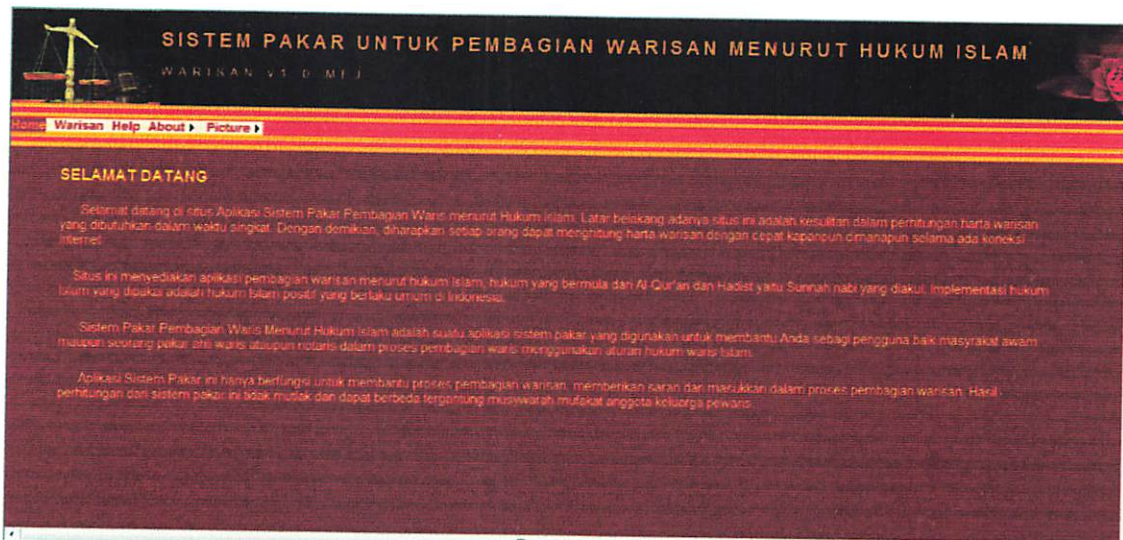 SISTEM PAKAR UNTUK PEMBAGIAN WARISAN MENURUT HUKUM ISLAM
WARISAN V1.0 MFJ
Home Warisan Help About Picture
SELAMAT DATANG
Selamat datang di situs Aplikasi Sistem Pakar Pembagian Waris menurut Hukum Islam. Latar belakang adanya situs ini adalah kesulitan dalam perhitungan harta warisan
yang dibutuhkan dalam waktu singkat. Dengan demikian, diharapkan setiap orang dapat menghitung harta warisan dengan cepat kapanpun dimanapun selama ada koneksi
internet
Situs ini menyediakan aplikasi pembagian warisan menurut hukum Islam, hukum yang bermula dari Al-Qur'an dan Hadist yaitu Sunnah nabi yang diakui. Implementasi hukum
Islam yang dipakai adalah hukum Islam positif yang berlaku umum di Indonesia.
Sistem Pakar Pembagian Waris Menurut Hukum Islam adalah suatu aplikasi sistem pakar yang digunakan untuk membantu Anda sebagi pengguna baik masyrakat awam
maupun seorang pakar ahli waris ataupun notaris dalam proses pembagian waris menggunakan aturan hukum waris Islam.
Aplikasi Sistem Pakar ini hanya berfungsi untuk membantu proses pembagian warisan, memberikan saran dan masukkan dalam proses pembagian warisan. Hasil
perhitungan dari sistem pakar ini tidak mutlak dan dapat berbeda tergantung musywarah mufakat anggota keluarga pewaris.